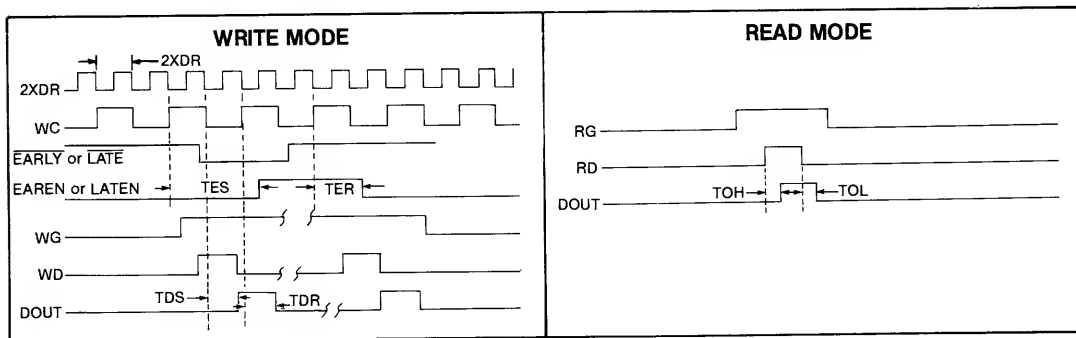 WRITE MODE
2XDR
2XDR
WC
EARLY or LATE
EAREN or LATEN
TES
TER
WG
WD
TDS
TDR
DOUT
READ MODE
RG
RD
TOH
TOL
DOUT